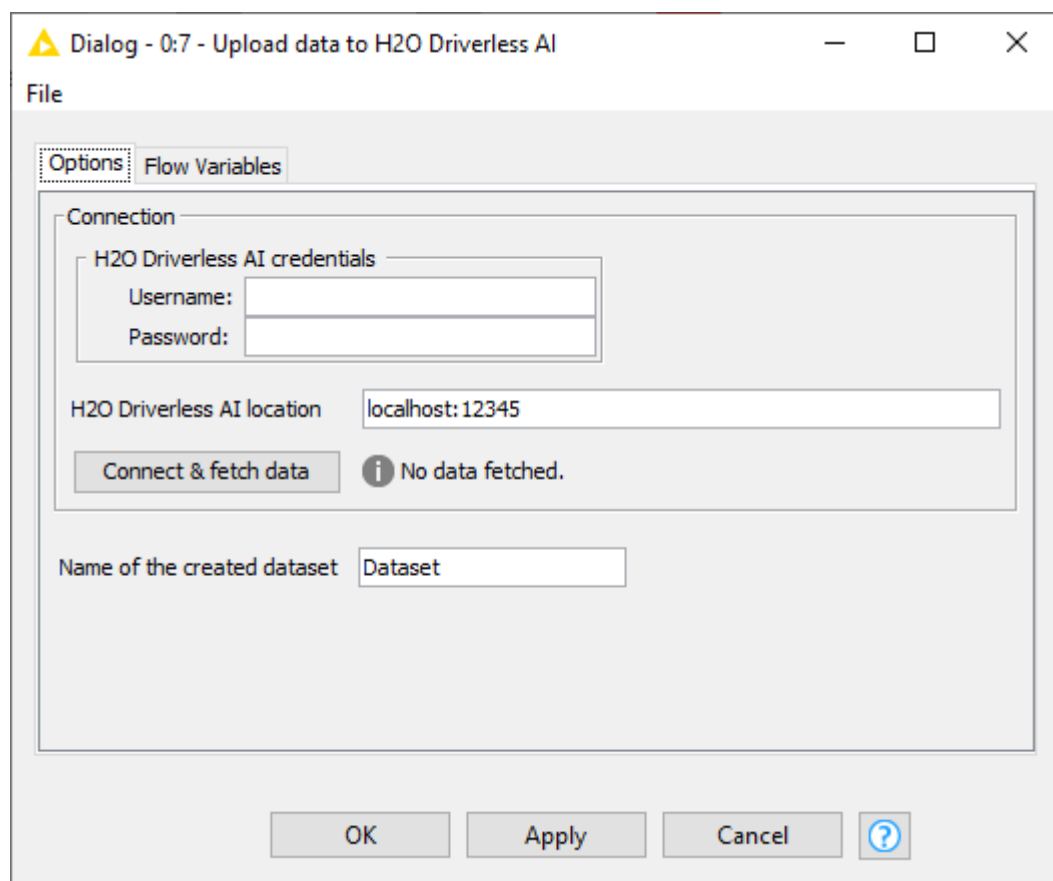 Dialog - 0:7 - Upload data to H2O Driverless AI
File
Options Flow Variables
Connection
H2O Driverless AI credentials
Username:
Password:
H2O Driverless AI location localhost:12345
Connect & fetch data i No data fetched.
Name of the created dataset Dataset
OK Apply Cancel ?